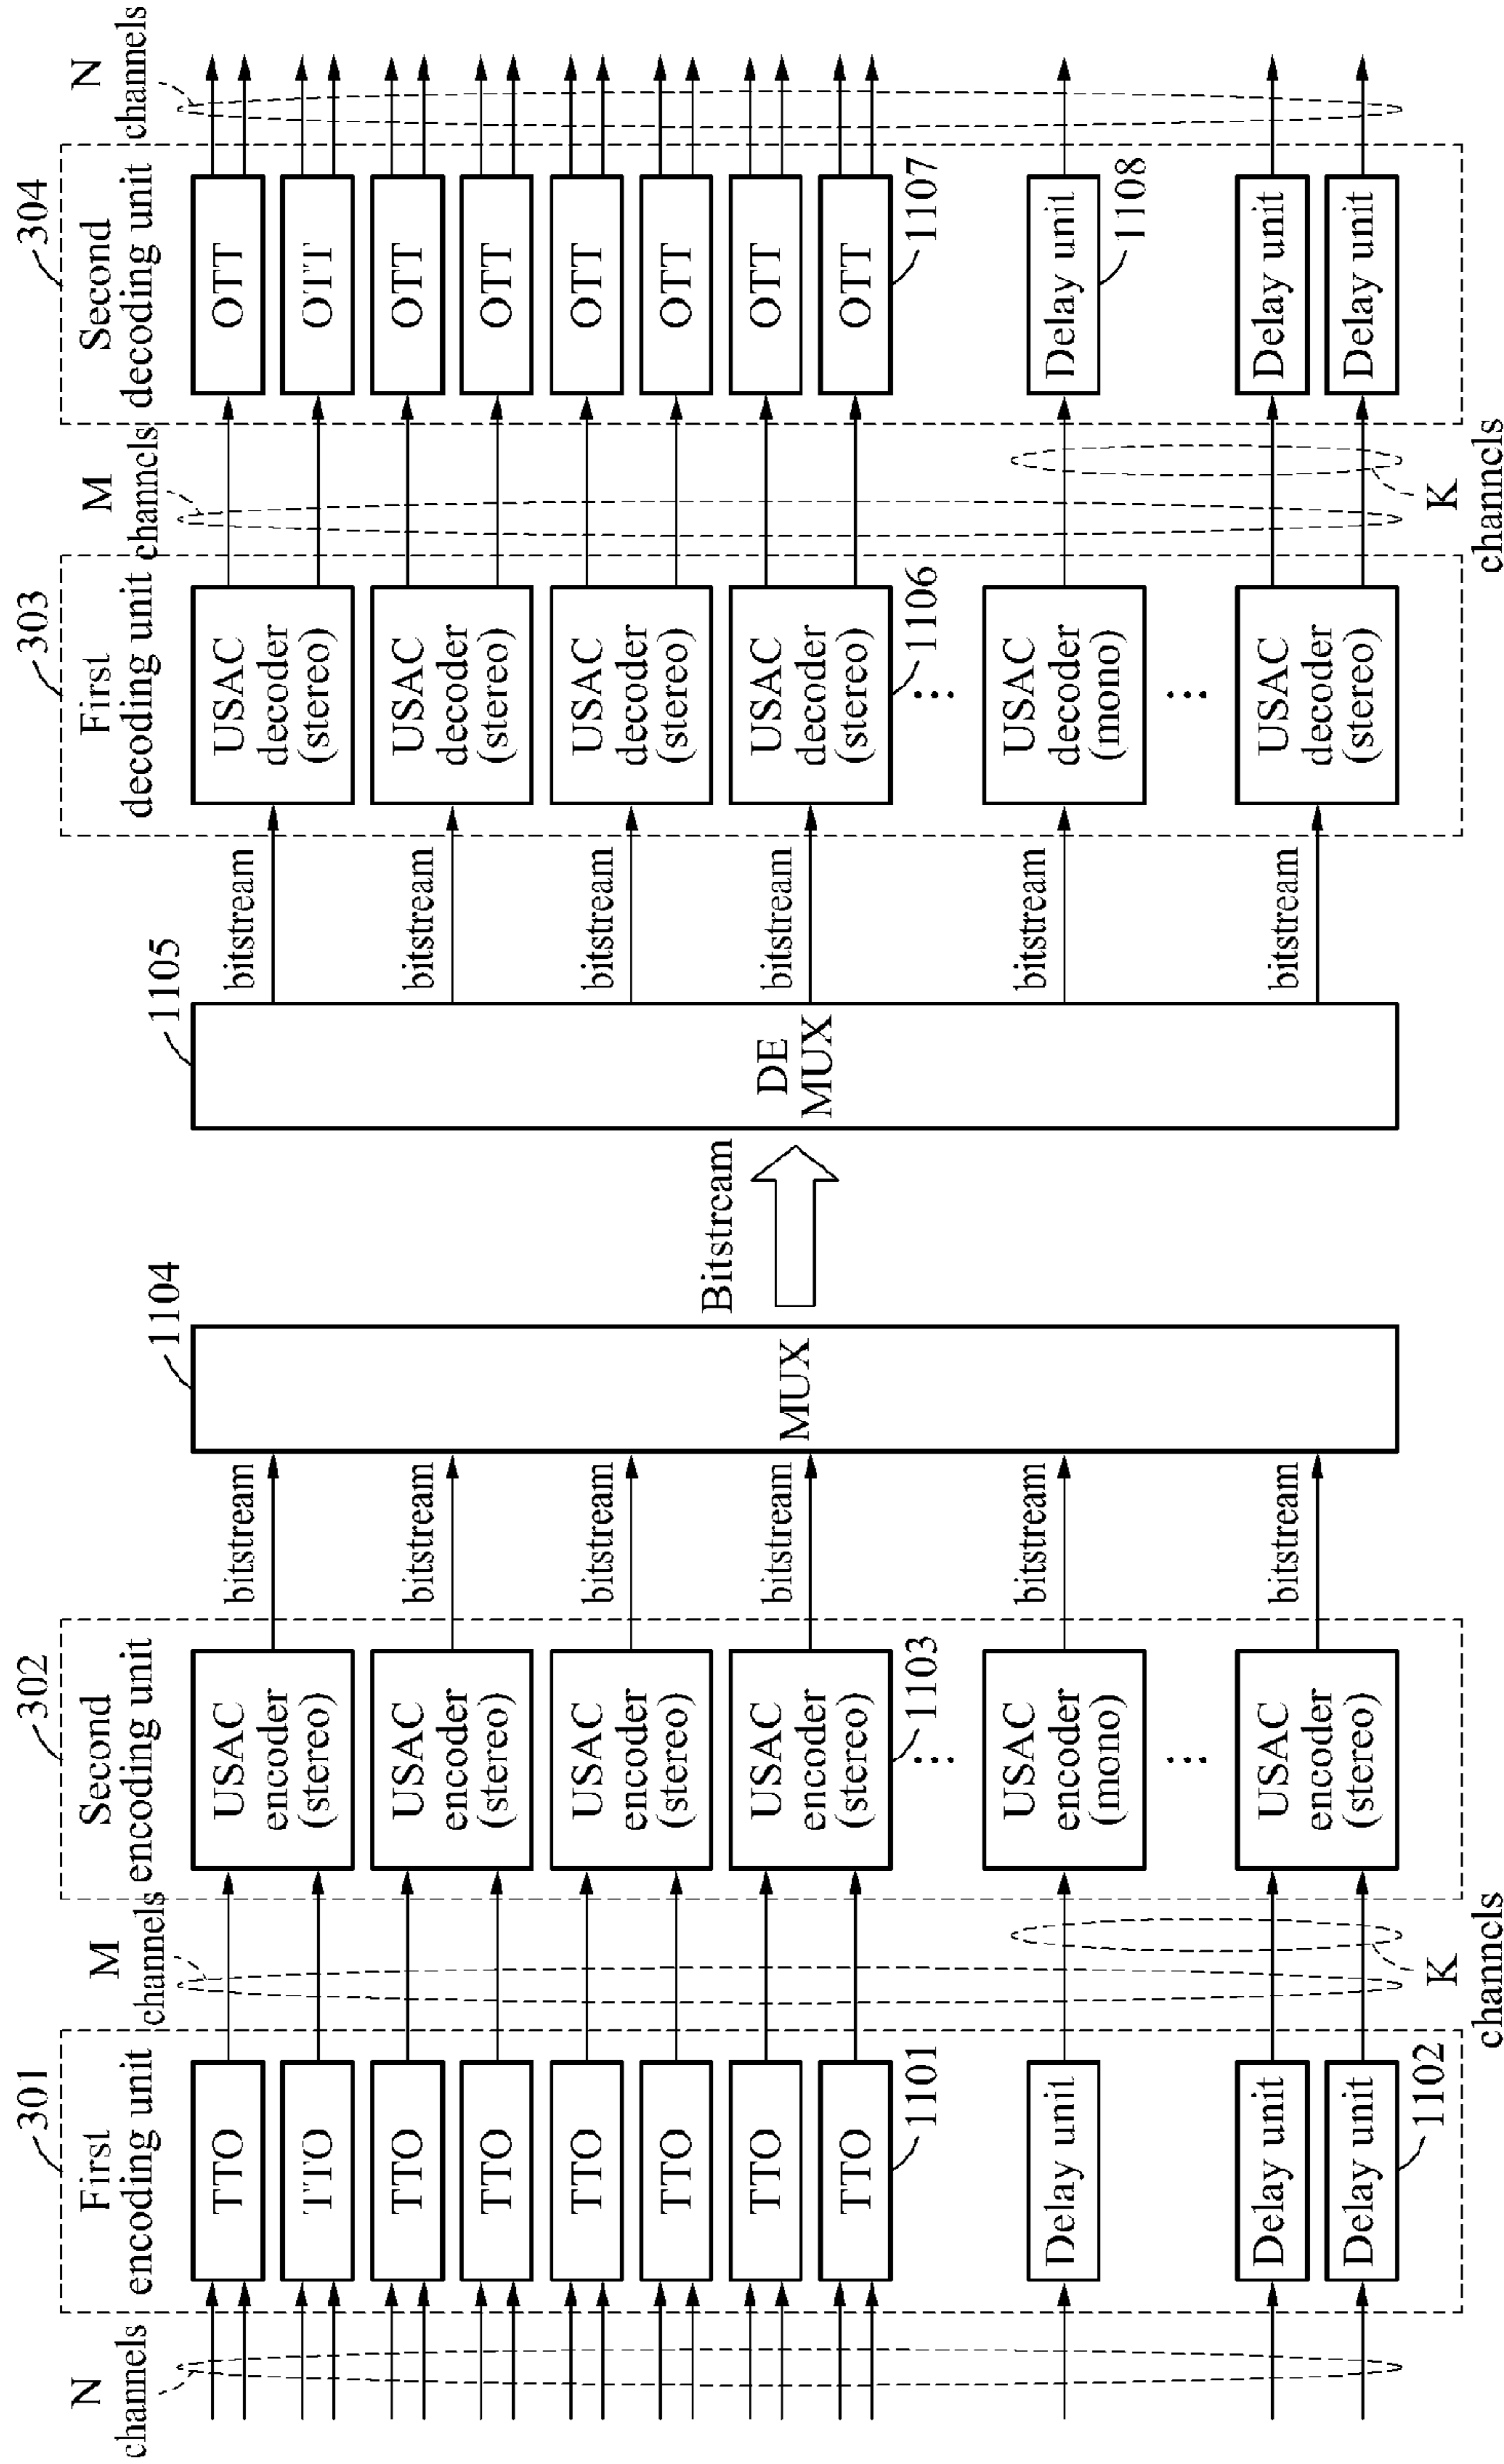 N
channels
301
First
encoding unit
TTO
TTO
TTO
TTO
TTO
TTO
TTO
TTO
1101
Delay unit
Delay unit
Delay unit
1102
M
channels
K
channels
302
Second
encoding unit
USAC
encoder
(stereo)
USAC
encoder
(stereo)
USAC
encoder
(stereo)
USAC
encoder
(stereo)
1103
⋮
USAC
encoder
(mono)
⋮
USAC
encoder
(stereo)
bitstream
bitstream
bitstream
bitstream
bitstream
bitstream
1104
MUX
Bitstream
1105
DE
MUX
bitstream
bitstream
bitstream
bitstream
bitstream
bitstream
303
First
decoding unit
USAC
decoder
(stereo)
USAC
decoder
(stereo)
USAC
decoder
(stereo)
USAC
decoder
(stereo)
1106
⋮
USAC
decoder
(mono)
⋮
USAC
decoder
(stereo)
M
channels
K
channels
304
Second
decoding unit
OTT
OTT
OTT
OTT
OTT
OTT
OTT
OTT
1107
Delay unit
1108
Delay unit
Delay unit
N
channels